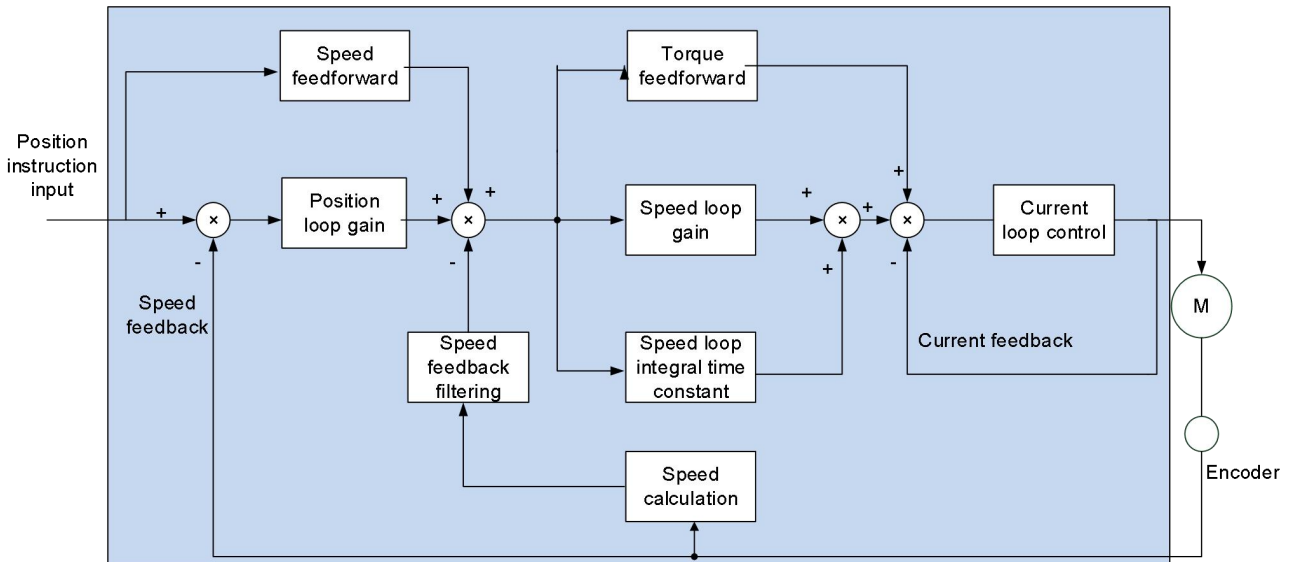 Speed
feedforward
Torque
feedforward
Position
instruction
input
+
×
-
Position
loop gain
+
+
×
-
Speed loop
gain
+
×
+
+
+
×
-
Current
loop control
M
Speed
feedback
Speed
feedback
filtering
Speed loop
integral time
constant
Current feedback
Speed
calculation
Encoder